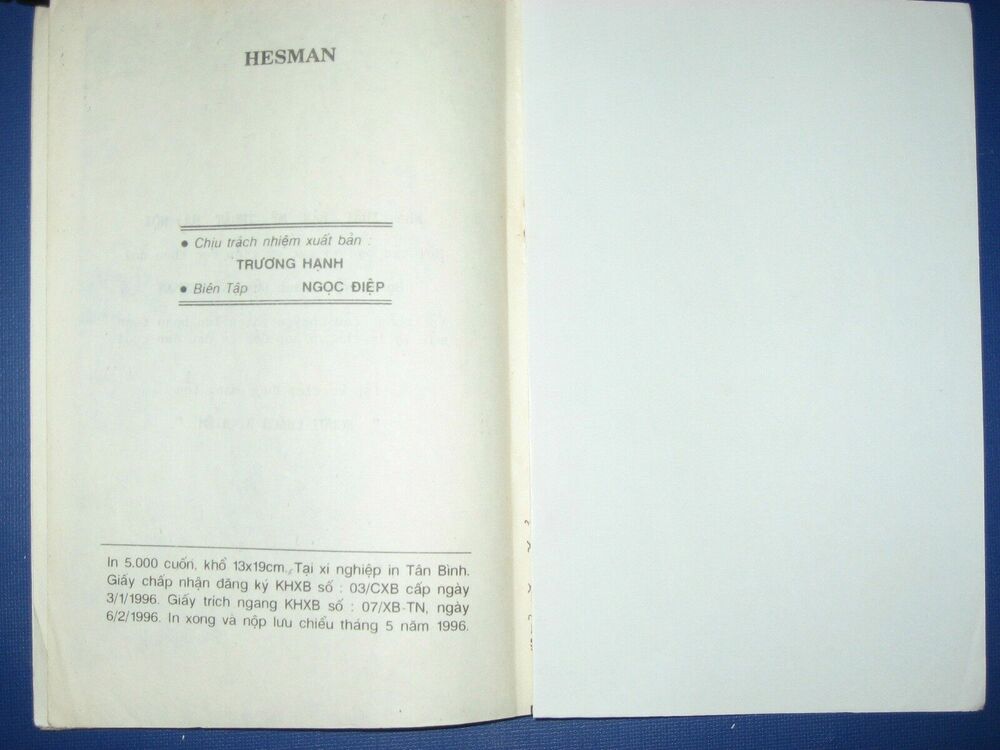 HESMAN
● Chịu trách nhiệm xuất bản :
TRƯƠNG HẠNH
● Biên Tập NGỌC ĐIỆP
In 5.000 cuốn, khổ 13x19cm. Tại xí nghiệp in Tân Bình.
Giấy chấp nhận đăng ký KHXB số : 03/CXB cấp ngày
3/1/1996. Giấy trích ngang KHXB số : 07/XB-TN, ngày
6/2/1996. In xong và nộp lưu chiểu tháng 5 năm 1996.